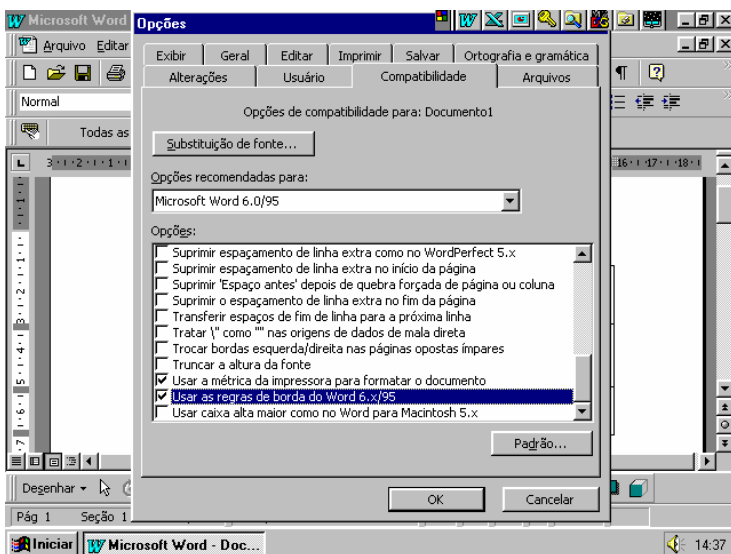 Microsoft Word
Opções
Arquivo Editar
Normal
Todas as
Exibir Geral Editar Imprimir Salvar Ortografia e gramática
Alterações Usuário Compatibilidade Arquivos
Opções de compatibilidade para: Documento1
Substituição de fonte...
Opções recomendadas para:
Microsoft Word 6.0/95
Opções:
Suprimir espaçamento de linha extra como no WordPerfect 5.x
Suprimir espaçamento de linha extra no início da página
Suprimir 'Espaço antes' depois de quebra forçada de página ou coluna
Suprimir o espaçamento de linha extra no fim da página
Transferir espaços de fim de linha para a próxima linha
Tratar \" como "" nas origens de dados de mala direta
Trocar bordas esquerda/direita nas páginas opostas ímpares
Truncar a altura da fonte
Usar a métrica da impressora para formatar o documento
Usar as regras de borda do Word 6.x/95
Usar caixa alta maior como no Word para Macintosh 5.x
Padrão...
OK Cancelar
3 2 1 1
16 17 18
Desenhar
Pág 1 Seção 1
Iniciar Microsoft Word - Doc... 14:37